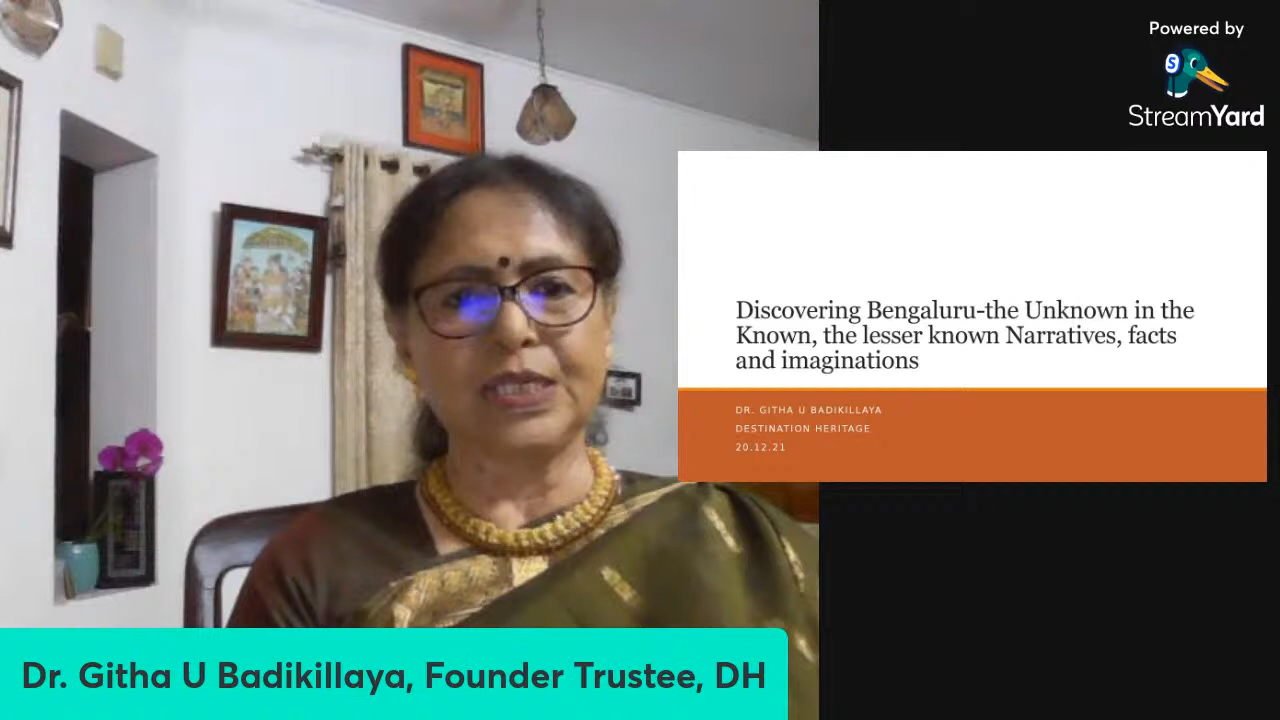 Powered by
StreamYard
Discovering Bengaluru-the Unknown in the
Known, the lesser known Narratives, facts
and imaginations
DR. GITHA U BADIKILLAYA
DESTINATION HERITAGE
20.12.21
Dr. Githa U Badikillaya, Founder Trustee, DH